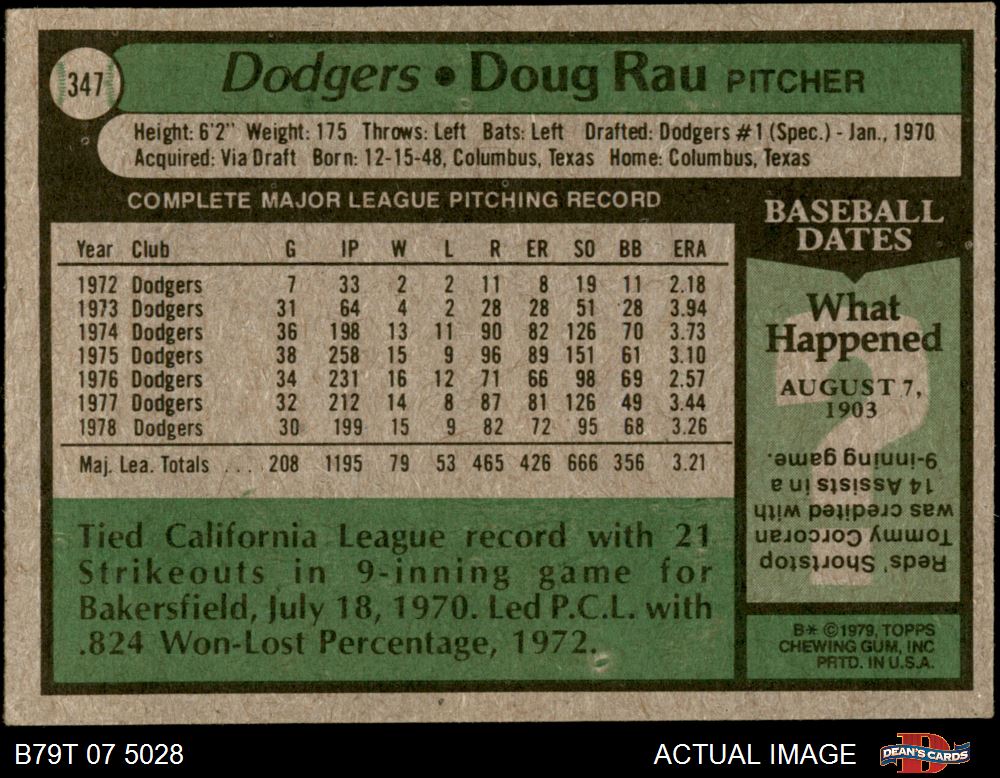 347
Dodgers • Doug Rau PITCHER
Height: 6'2" Weight: 175 Throws: Left Bats: Left Drafted: Dodgers #1 (Spec.) - Jan., 1970
Acquired: Via Draft Born: 12-15-48, Columbus, Texas Home: Columbus, Texas
COMPLETE MAJOR LEAGUE PITCHING RECORD
Year Club G IP W L R ER SO BB ERA
1972 Dodgers 7 33 2 2 11 8 19 11 2.18
1973 Dodgers 31 64 4 2 28 28 51 28 3.94
1974 Dodgers 36 198 13 11 90 82 126 70 3.73
1975 Dodgers 38 258 15 9 96 89 151 61 3.10
1976 Dodgers 34 231 16 12 71 66 98 69 2.57
1977 Dodgers 32 212 14 8 87 81 126 49 3.44
1978 Dodgers 30 199 15 9 82 72 95 68 3.26
Maj. Lea. Totals ... 208 1195 79 53 465 426 666 356 3.21
Tied California League record with 21
Strikeouts in 9-inning game for
Bakersfield, July 18, 1970. Led P.C.L. with
.824 Won-Lost Percentage, 1972.
BASEBALL
DATES
What
Happened
AUGUST 7,
1903
?
Reds' Shortstop
Tommy Corcoran
was credited with
14 Assists in a
9-inning game.
B* ©1979, TOPPS
CHEWING GUM, INC
PRTD. IN U.S.A.
B79T 07 5028
ACTUAL IMAGE
D
DEAN'S CARDS